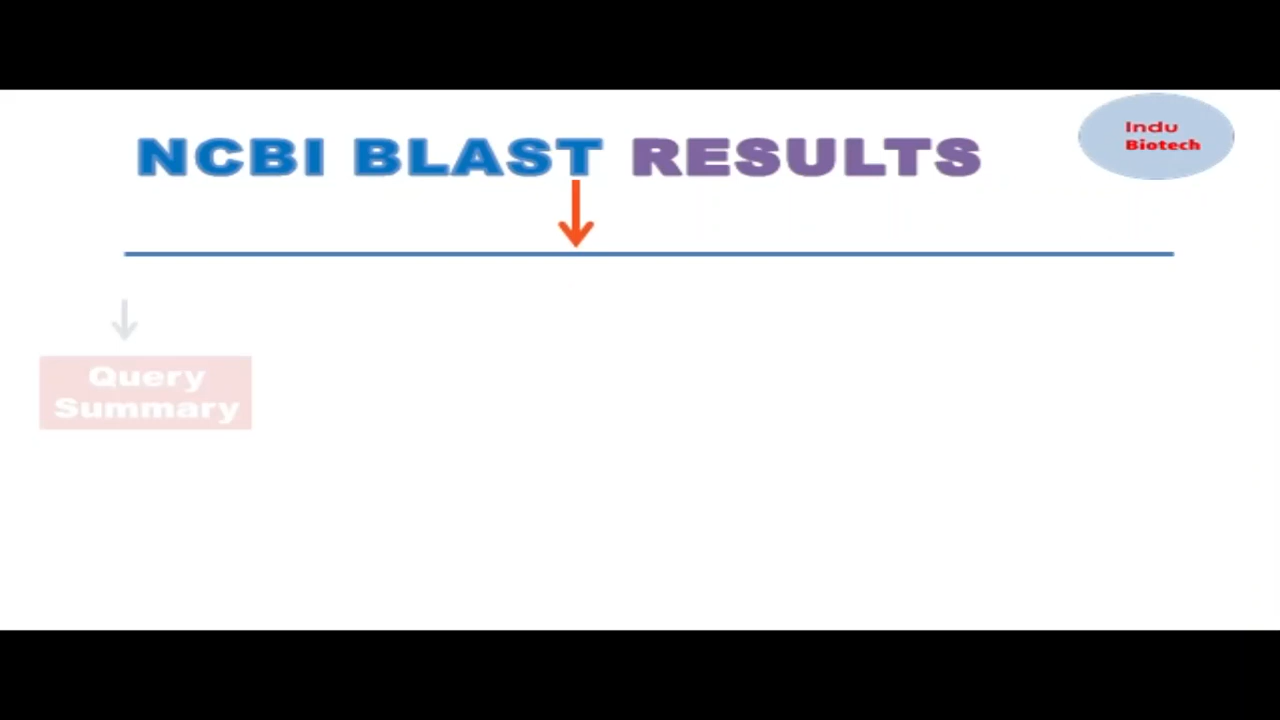 NCBI BLAST RESULTS
Indu
Biotech
Query
Summary